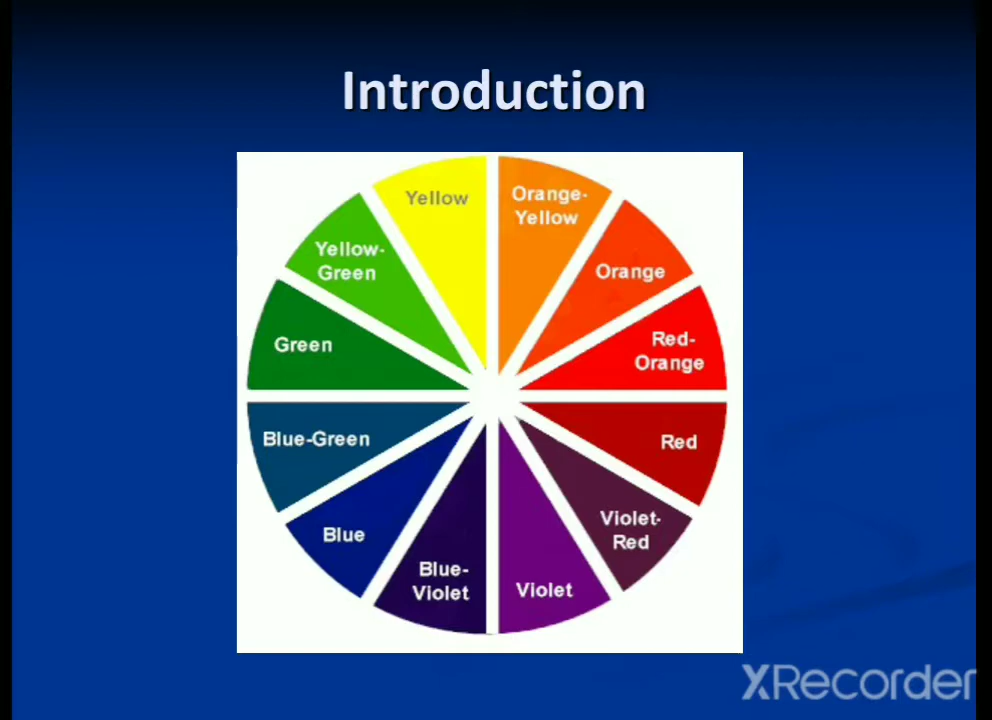 Introduction
Yellow
Orange-
Yellow
Yellow-
Green
Orange
Green
Red-
Orange
Blue-Green
Red
Blue
Violet-
Red
Blue-
Violet
Violet
XRecorder